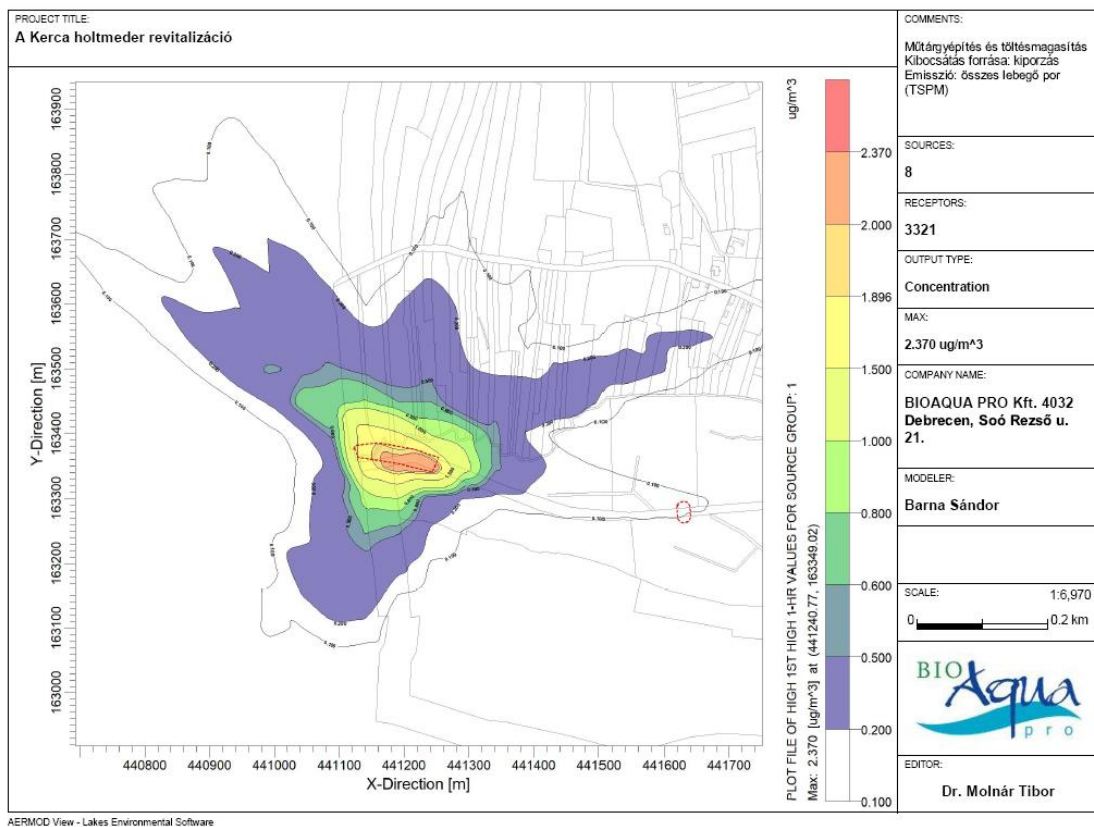 PROJECT TITLE:
A Kerca holtmeder revitalizáció
COMMENTS:
Műtárgyépítés és töltésmagasítás
Kibocsátás forrása: kiporzás
Emisszió: összes lebegő por
(TSPM)
SOURCES:
8
RECEPTORS:
3321
OUTPUT TYPE:
Concentration
MAX:
2.370 ug/m^3
COMPANY NAME:
BIOAQUA PRO Kft. 4032
Debrecen, Soó Rezső u.
21.
MODELER:
Barna Sándor
SCALE:
1:6,970
0
0.2 km
BIO Aqua
pro
EDITOR:
Dr. Molnár Tibor
Y-Direction [m]
163900
163800
163700
163600
163500
163400
163300
163200
163100
163000
440800
440900
441000
441100
441200
441300
441400
441500
441600
441700
X-Direction [m]
ug/m^3
PLOT FILE OF HIGH 1ST HIGH 1-HR VALUES FOR SOURCE GROUP: 1
Max: 2.370 [ug/m^3] at (441240.77, 163349.02)
2.370
2.000
1.896
1.500
1.000
0.800
0.600
0.500
0.200
0.100
AERMOD View - Lakes Environmental Software